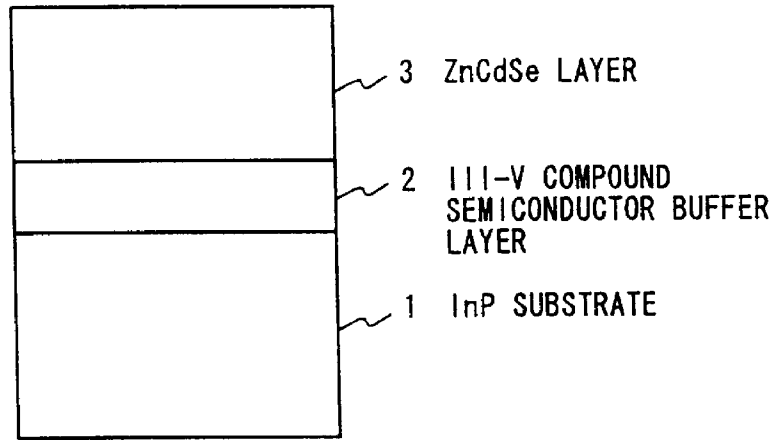 3 ZnCdSe LAYER
2 III-V COMPOUND
SEMICONDUCTOR BUFFER
LAYER
1 InP SUBSTRATE